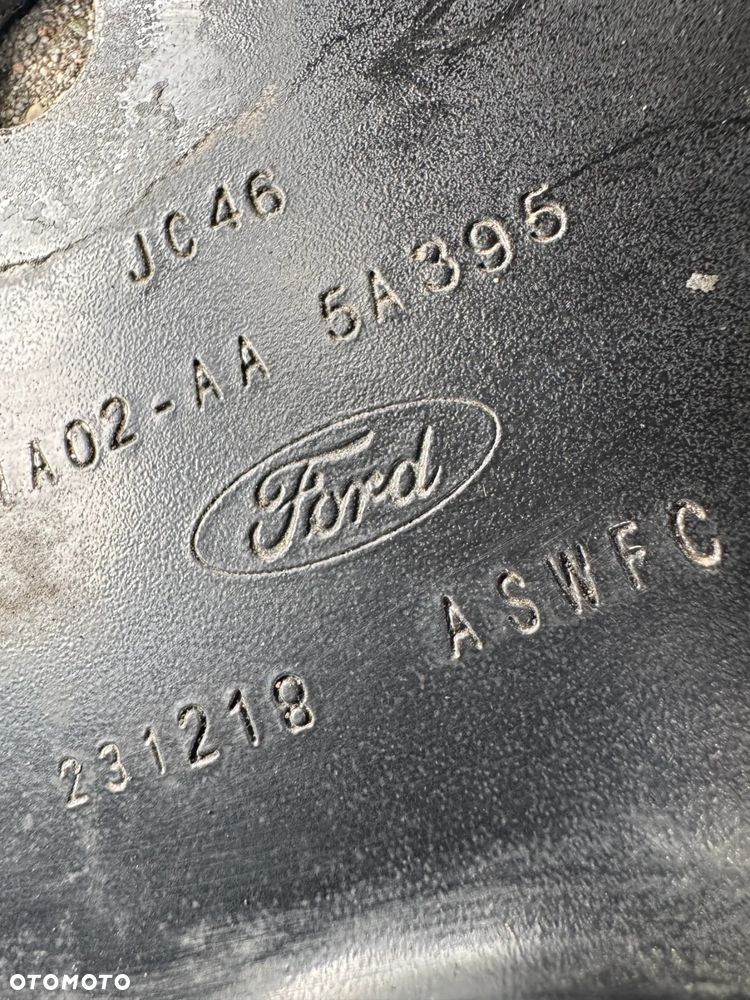 JC46
A02-AA 5A395
Ford
231218 ASWFC
OTOMOTO